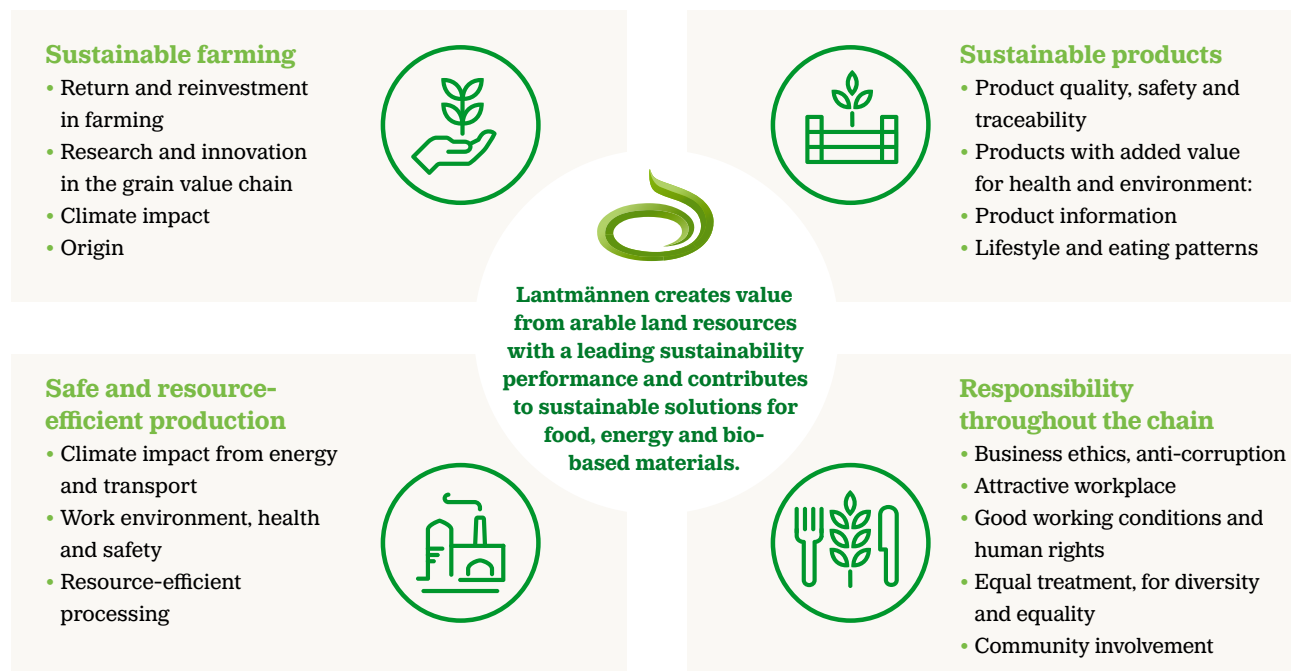 Sustainable farming
• Return and reinvestment
in farming
• Research and innovation
in the grain value chain
• Climate impact
• Origin
Sustainable products
• Product quality, safety and
traceability
• Products with added value
for health and environment:
• Product information
• Lifestyle and eating patterns
Lantmännen creates value
from arable land resources
with a leading sustainability
performance and contributes
to sustainable solutions for
food, energy and bio-
based materials.
Safe and resource-
efficient production
• Climate impact from energy
and transport
• Work environment, health
and safety
• Resource-efficient
processing
Responsibility
throughout the chain
• Business ethics, anti-corruption
• Attractive workplace
• Good working conditions and
human rights
• Equal treatment, for diversity
and equality
• Community involvement